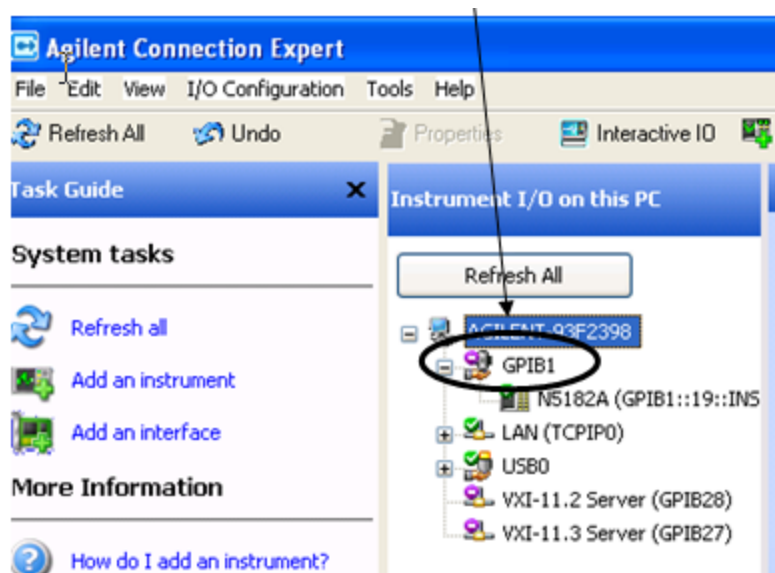 Agilent Connection Expert
File Edit View I/O Configuration Tools Help
Refresh All Undo Properties Interactive IO
Task Guide
Instrument I/O on this PC
System tasks
Refresh All
Refresh all
AGILENT-93F2398
GPIB1
Add an instrument
N5182A (GPIB1::19::INS
Add an interface
LAN (TCPIP0)
USB0
More Information
VXI-11.2 Server (GPIB28)
VXI-11.3 Server (GPIB27)
How do I add an instrument?